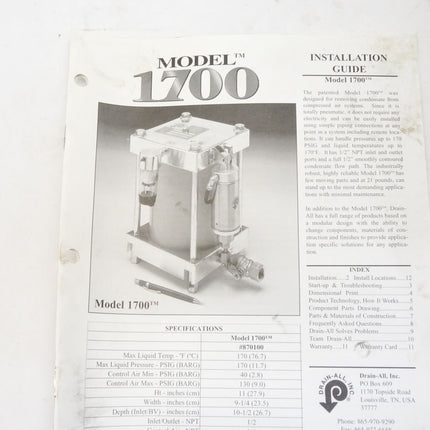 MODEL™
1700
Model 1700™
INSTALLATION
GUIDE
Model 1700™
The patented Model 1700™ was
designed for removing condensate from
compressed air systems. Since it is
totally pneumatic, it does not require any
electricity and can be easily installed
using simple piping connections at any
point in a system including remote loca-
tions. It can handle pressures up to 170
PSIG and liquid temperatures up to
170°F. It has 1/2" NPT inlet and outlet
ports and a full 1/2" smoothly contoured
condensate flow path. The industrially
robust, highly reliable Model 1700™ has
few moving parts and at 21 pounds, can
stand up to the most demanding applica-
tions with minimal maintenance.
In addition to the Model 1700™, Drain-
All has a full range of products based on
a modular design with the ability to
change components, materials of con-
struction and finishes to provide applica-
tion specific solutions for any applica-
tion.
INDEX
Installation.....2 Install Locations.....12
Start-up & Troubleshooting..........3
Dimensional Print..........4
Product Technology, How It Works.....5
Component Parts Drawing..........6
Parts & Materials of Construction......7
Frequently Asked Questions..........8
Drain-All Solves Problems..........9
Team Drain-All..........10
Warranty......11 Warranty Card.....11
SPECIFICATIONS
Model 1700™
#870100
Max Liquid Temp - °F (°C) 170 (76.7)
Max Liquid Pressure - PSIG (BARG) 170 (11.7)
Control Air Min - PSIG (BARG) 40 (2.8)
Control Air Max - PSIG (BARG) 130 (9.0)
Ht - inches (cm) 11 (27.9)
Width - inches (cm) 9-1/4 (23.5)
Depth (Inlet/BV) - inches (cm) 10-1/2 (26.7)
Inlet/Outlet - NPT 1/2
DRAIN-ALL, INC.
Drain-All, Inc.
PO Box 609
1170 Topside Road
Louisville, TN, USA
37777
Phone: 865-970-9290